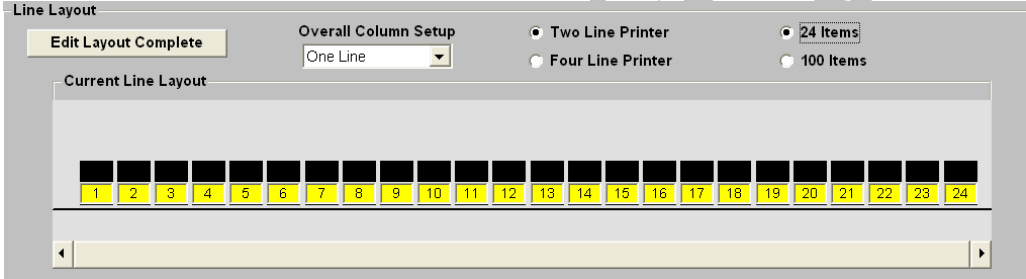 Line Layout
Edit Layout Complete
Overall Column Setup
One Line
Two Line Printer
Four Line Printer
24 Items
100 Items
Current Line Layout
1 2 3 4 5 6 7 8 9 10 11 12 13 14 15 16 17 18 19 20 21 22 23 24